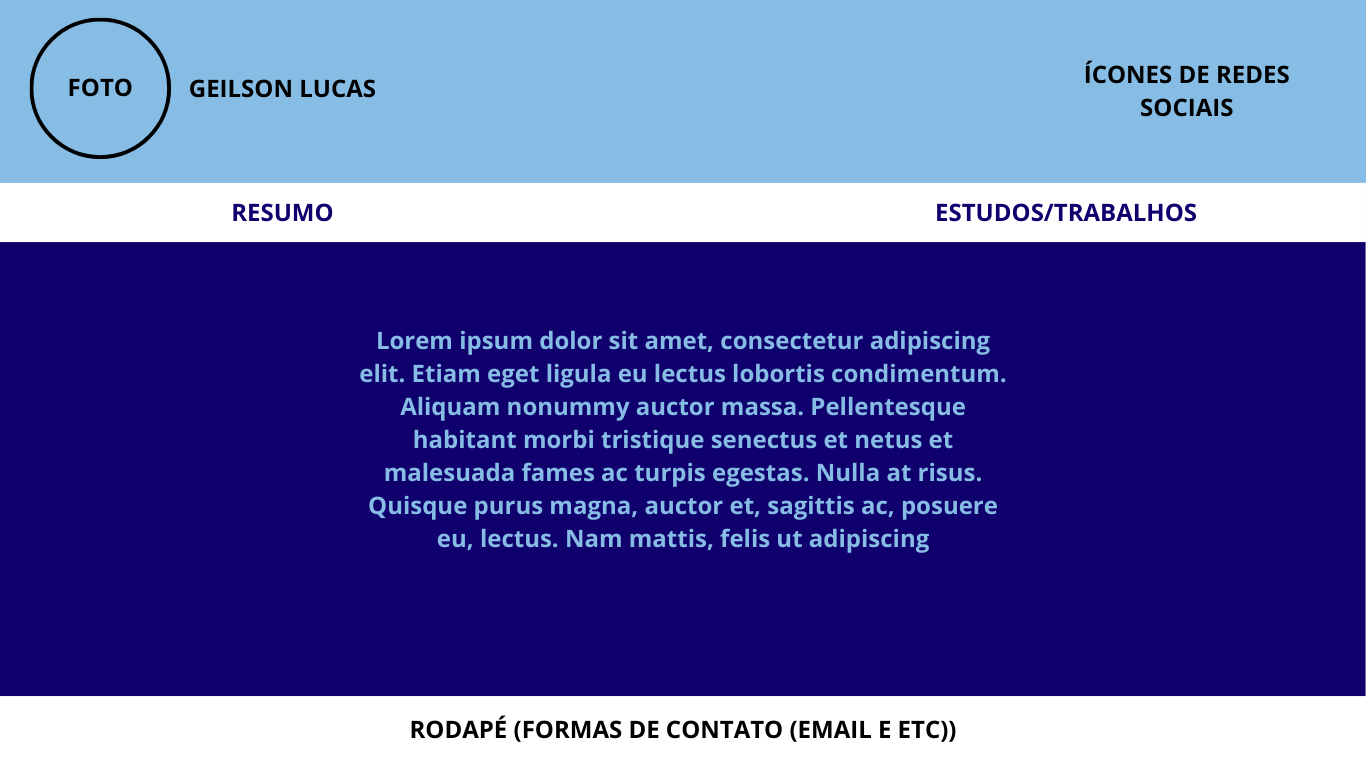 FOTO
GEILSON LUCAS
ÍCONES DE REDES
SOCIAIS
RESUMO
ESTUDOS/TRABALHOS
Lorem ipsum dolor sit amet, consectetur adipiscing
elit. Etiam eget ligula eu lectus lobortis condimentum.
Aliquam nonummy auctor massa. Pellentesque
habitant morbi tristique senectus et netus et
malesuada fames ac turpis egestas. Nulla at risus.
Quisque purus magna, auctor et, sagittis ac, posuere
eu, lectus. Nam mattis, felis ut adipiscing
RODAPÉ (FORMAS DE CONTATO (EMAIL E ETC))